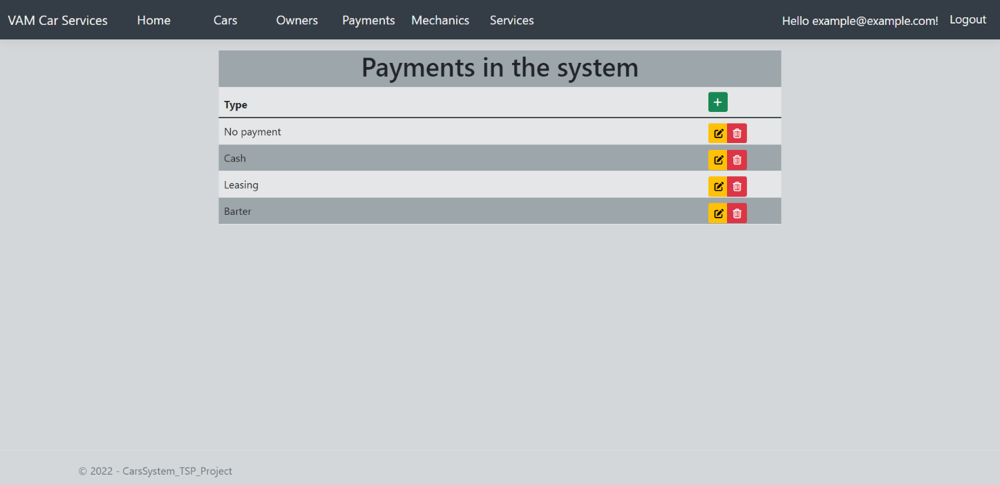 VAM Car Services Home Cars Owners Payments Mechanics Services Hello example@example.com! Logout
Payments in the system
Type
No payment
Cash
Leasing
Barter
© 2022 - CarsSystem_TSP_Project